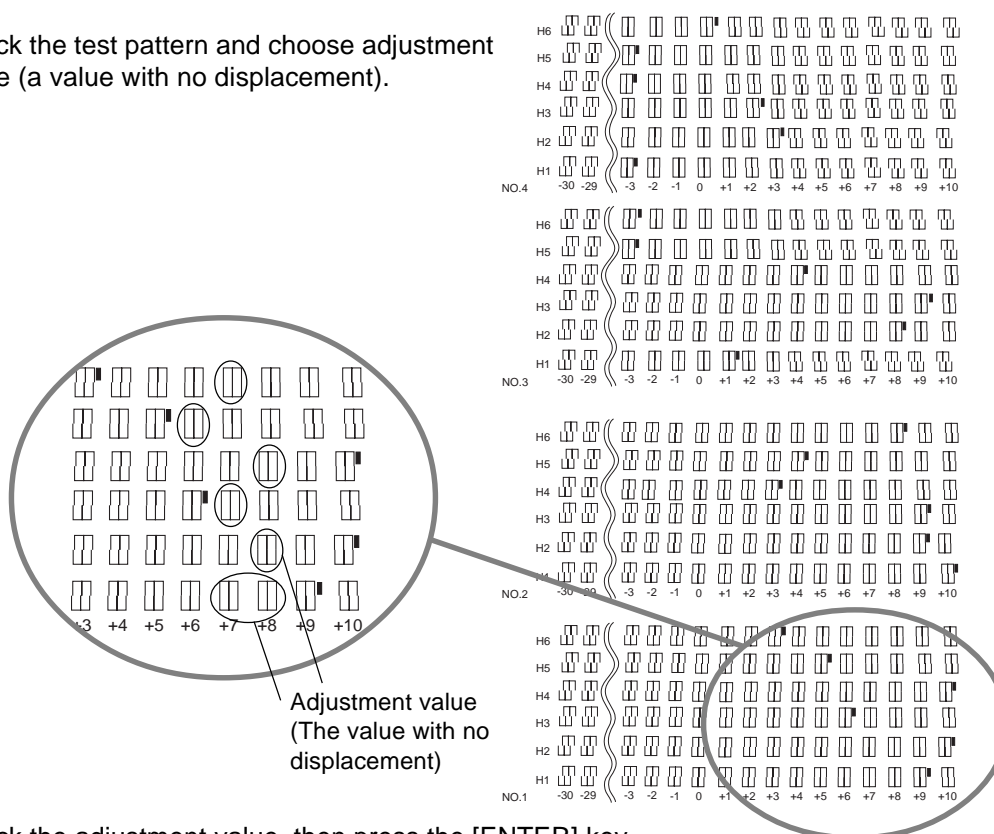 ck the test pattern and choose adjustment
e (a value with no displacement).
H6
H5
H4
H3
H2
H1
NO.4 -30 -29 -3 -2 -1 0 +1 +2 +3 +4 +5 +6 +7 +8 +9 +10
H6
H5
H4
H3
H2
H1
NO.3 -30 -29 -3 -2 -1 0 +1 +2 +3 +4 +5 +6 +7 +8 +9 +10
H6
H5
H4
H3
H2
H1
NO.2 -30 -29 -3 -2 -1 0 +1 +2 +3 +4 +5 +6 +7 +8 +9 +10
H6
H5
H4
H3
H2
H1
NO.1 -30 -29 -3 -2 -1 0 +1 +2 +3 +4 +5 +6 +7 +8 +9 +10
+3 +4 +5 +6 +7 +8 +9 +10
Adjustment value
(The value with no
displacement)
ck the adjustment value, then press the [ENTER] key